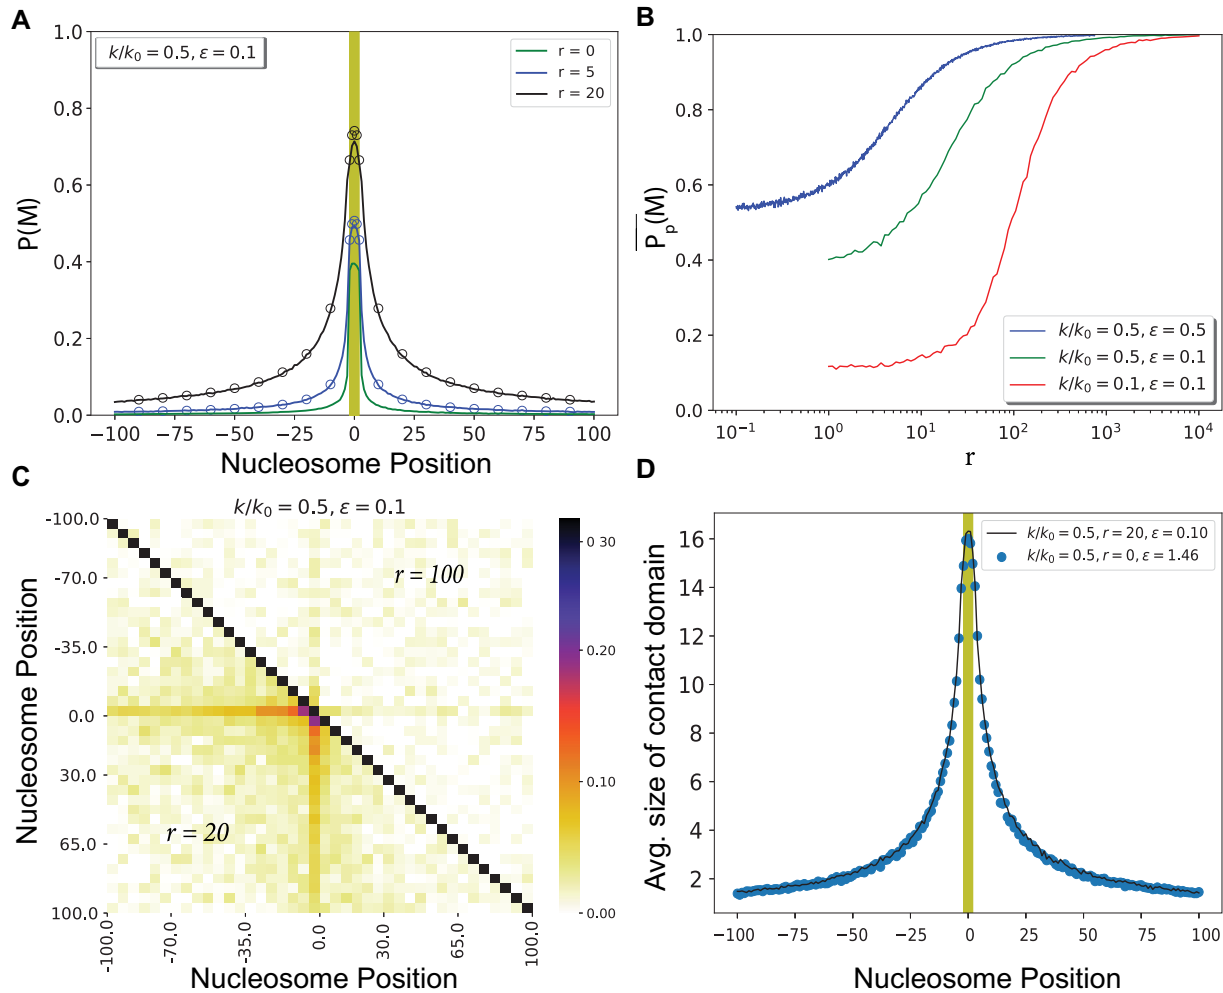 A
k/k₀ = 0.5, ε = 0.1
r = 0
r = 5
r = 20
1.0
0.8
0.6
0.4
0.2
0.0
P(M)
−100 −75 −50 −25 0 25 50 75 100
Nucleosome Position
B
1.0
0.8
0.6
0.4
0.2
0.0
P̅ₚ(M)
k/k₀ = 0.5, ε = 0.5
k/k₀ = 0.5, ε = 0.1
k/k₀ = 0.1, ε = 0.1
10⁻¹ 10⁰ 10¹ 10² 10³ 10⁴
r
C
k/k₀ = 0.5, ε = 0.1
-100.0
-70.0
-35.0
0.0
30.0
65.0
100.0
Nucleosome Position
r = 100
r = 20
0.30
0.20
0.10
0.00
-100.0 -70.0 -35.0 0.0 30.0 65.0 100.0
Nucleosome Position
D
k/k₀ = 0.5, r = 20, ε = 0.10
k/k₀ = 0.5, r = 0, ε = 1.46
16
14
12
10
8
6
4
2
Avg. size of contact domain
−100 −75 −50 −25 0 25 50 75 100
Nucleosome Position